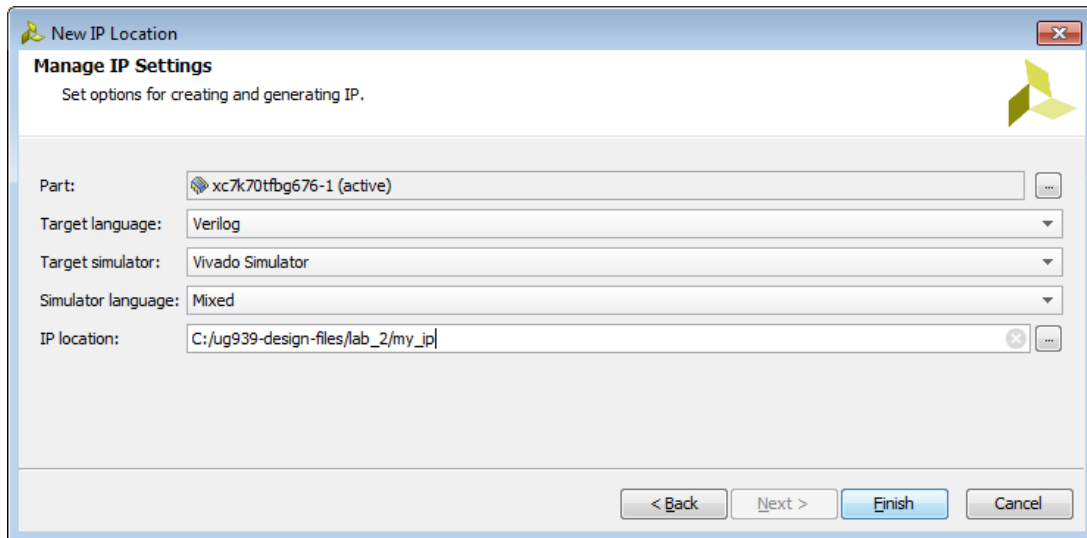 New IP Location
Manage IP Settings
Set options for creating and generating IP.
Part: xc7k70tfbg676-1 (active) ...
Target language: Verilog
Target simulator: Vivado Simulator
Simulator language: Mixed
IP location: C:/ug939-design-files/lab_2/my_ip ...
< Back Next > Finish Cancel